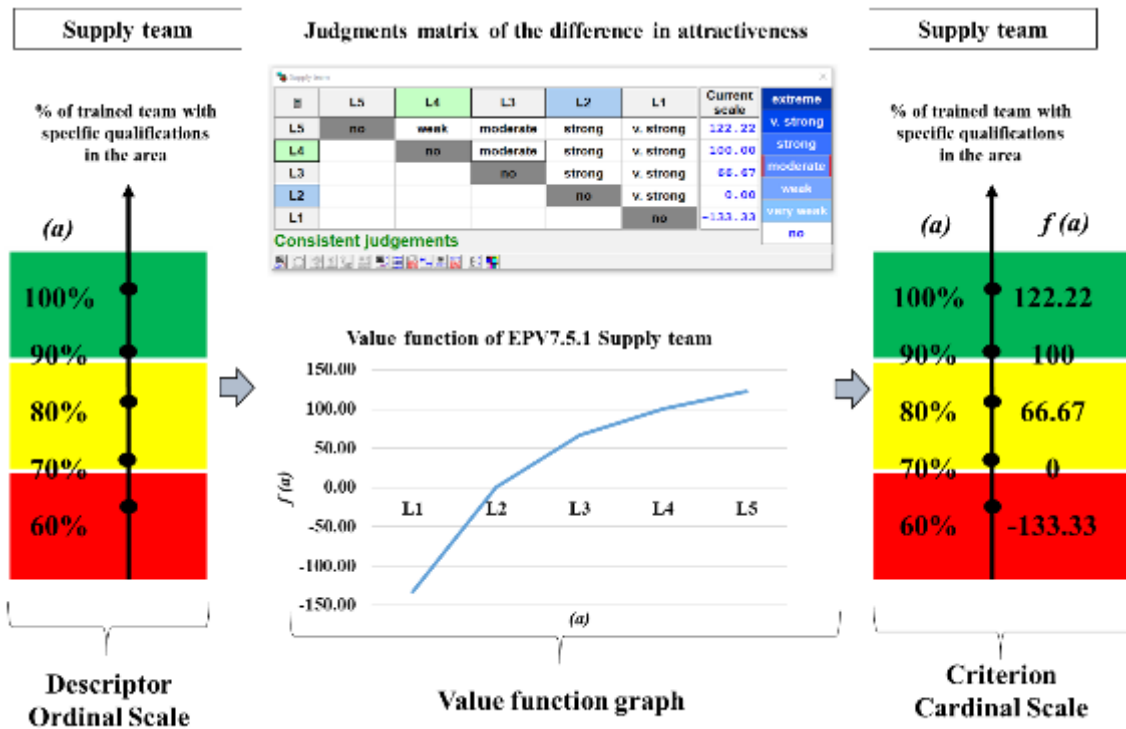 Supply team
% of trained team with
specific qualifications
in the area
(a)
100%
90%
80%
70%
60%
Descriptor
Ordinal Scale
Judgments matrix of the difference in attractiveness
Supply team
L5 L4 L3 L2 L1 Current scale
L5 no weak moderate strong v. strong 122.22
L4 no moderate strong v. strong 100.00
L3 no strong v. strong 66.67
L2 no v. strong 0.00
L1 no -133.33
extreme
v. strong
strong
moderate
weak
very weak
no
Consistent judgements
Value function of EPV7.5.1 Supply team
f (a)
150.00
100.00
50.00
0.00
-50.00
-100.00
-150.00
L1 L2 L3 L4 L5
(a)
Value function graph
Supply team
% of trained team with
specific qualifications
in the area
(a) f (a)
100% 122.22
90% 100
80% 66.67
70% 0
60% -133.33
Criterion
Cardinal Scale